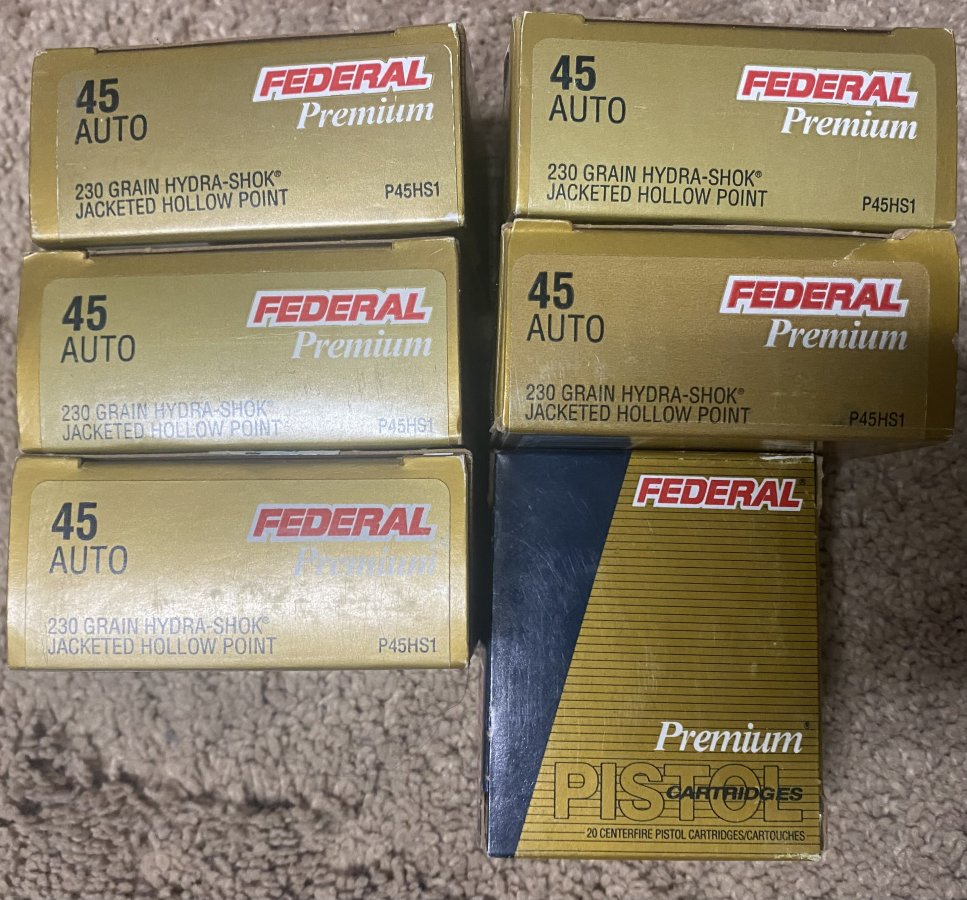 45
AUTO
FEDERAL
Premium
230 GRAIN HYDRA-SHOK®
JACKETED HOLLOW POINT
P45HS1
45
AUTO
FEDERAL
Premium
230 GRAIN HYDRA-SHOK®
JACKETED HOLLOW POINT
P45HS1
45
AUTO
FEDERAL
Premium
230 GRAIN HYDRA-SHOK®
JACKETED HOLLOW POINT
P45HS1
45
AUTO
FEDERAL
Premium
230 GRAIN HYDRA-SHOK®
JACKETED HOLLOW POINT
P45HS1
45
AUTO
FEDERAL
Premium
230 GRAIN HYDRA-SHOK®
JACKETED HOLLOW POINT
P45HS1
FEDERAL®
Premium®
PISTOL
CARTRIDGES
20 CENTERFIRE PISTOL CARTRIDGES/CARTOUCHES